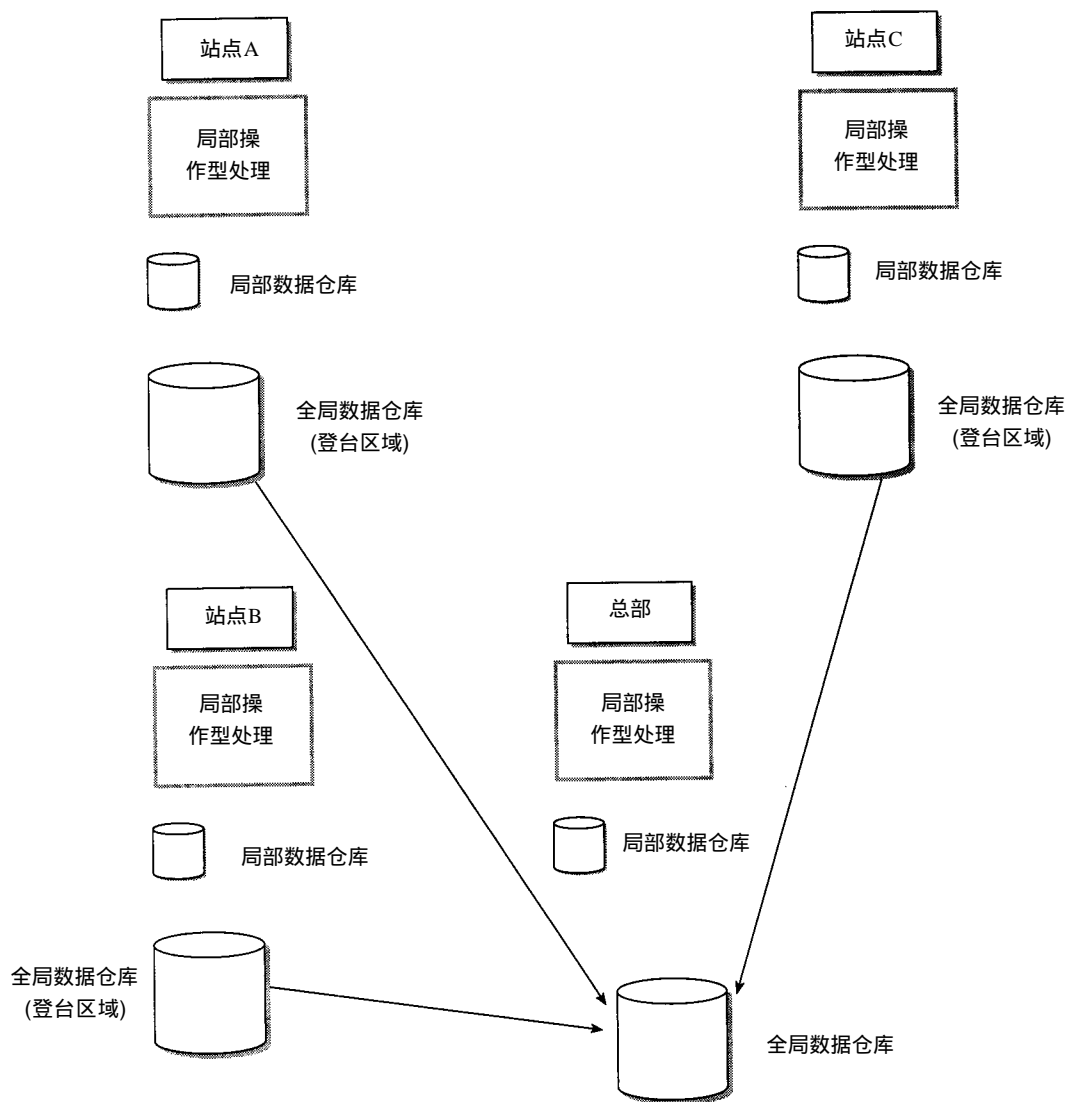 站点A
局部操
作型处理
局部数据仓库
全局数据仓库
(登台区域)
站点C
局部操
作型处理
局部数据仓库
全局数据仓库
(登台区域)
站点B
局部操
作型处理
局部数据仓库
全局数据仓库
(登台区域)
总部
局部操
作型处理
局部数据仓库
全局数据仓库